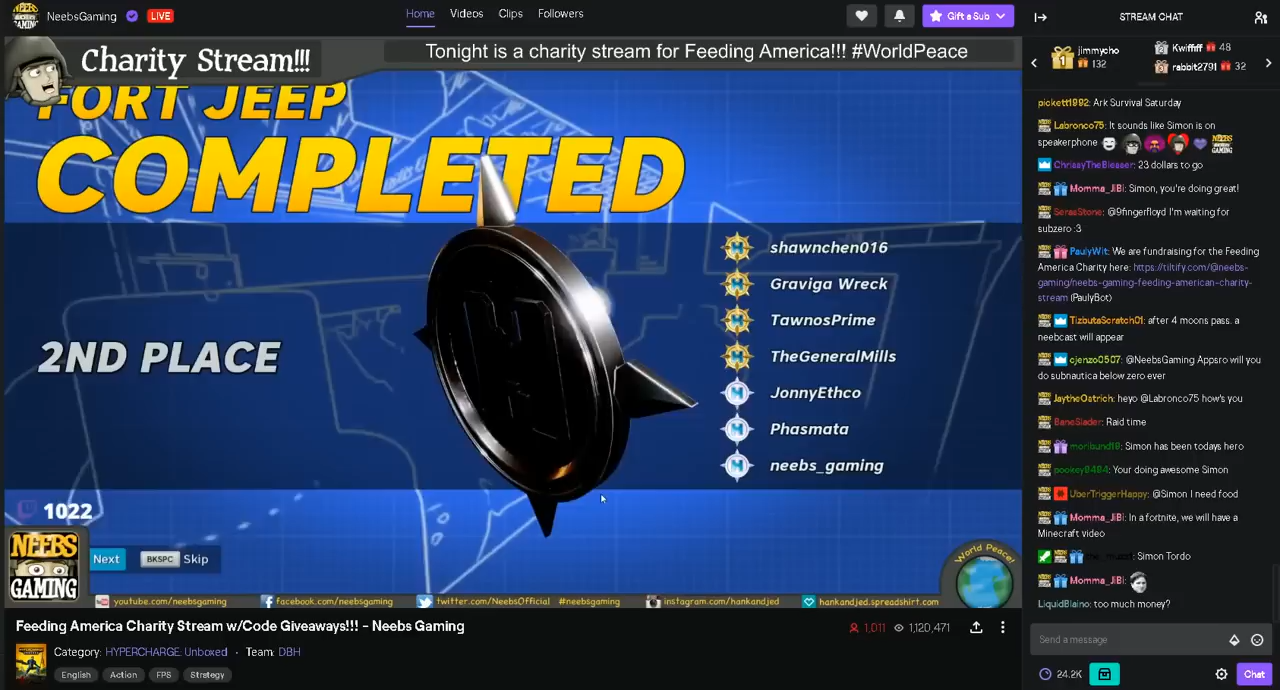 NeebsGaming LIVE
Home Videos Clips Followers
Gift a Sub
STREAM CHAT
Charity Stream!!!
Tonight is a charity stream for Feeding America!!! #WorldPeace
FORT JEEP
COMPLETED
2ND PLACE
shawnchen016
Graviga Wreck
TawnosPrime
TheGeneralMills
JonnyEthco
Phasmata
neebs_gaming
1022
NEEBS
GAMING
Next BKSPC Skip
World Peace!
youtube.com/neebsgaming facebook.com/neebsgaming twitter.com/NeebsOfficial #neebsgaming instagram.com/hankandjed hankandjed.spreadshirt.com
Feeding America Charity Stream w/Code Giveaways!!! - Neebs Gaming
1,011 1,120,471
Category: HYPERCHARGE: Unboxed · Team: DBH
English Action FPS Strategy
1 jimmycho
132
Kwiffff 48
rabbit2791 32
pickett1992: Ark Survival Saturday
Labronco75: It sounds like Simon is on
speakerphone
ChrissyTheBlesser: 23 dollars to go
Momma_JiBi: Simon, you're doing great!
SerasStone: @9fingerfloyd I'm waiting for
subzero :3
PaulyWit: We are fundraising for the Feeding
America Charity here: https://tiltify.com/@neebs-
gaming/neebs-gaming-feeding-american-charity-
stream (PaulyBot)
TizbutaScratch01: after 4 moons pass. a
neebcast will appear
cjenzo0507: @NeebsGaming Appsro will you
do subnautica below zero ever
JaytheOstrich: heyo @Labronco75 how's you
BaneSlader: Raid time
moribund19: Simon has been todays hero
pookey8484: Your doing awesome Simon
UberTriggerHappy: @Simon I need food
Momma_JiBi: In a fortnite, we will have a
Minecraft video
Simon Tordo
Momma_JiBi:
LiquidBlaino: too much money?
Send a message
24.2K Chat